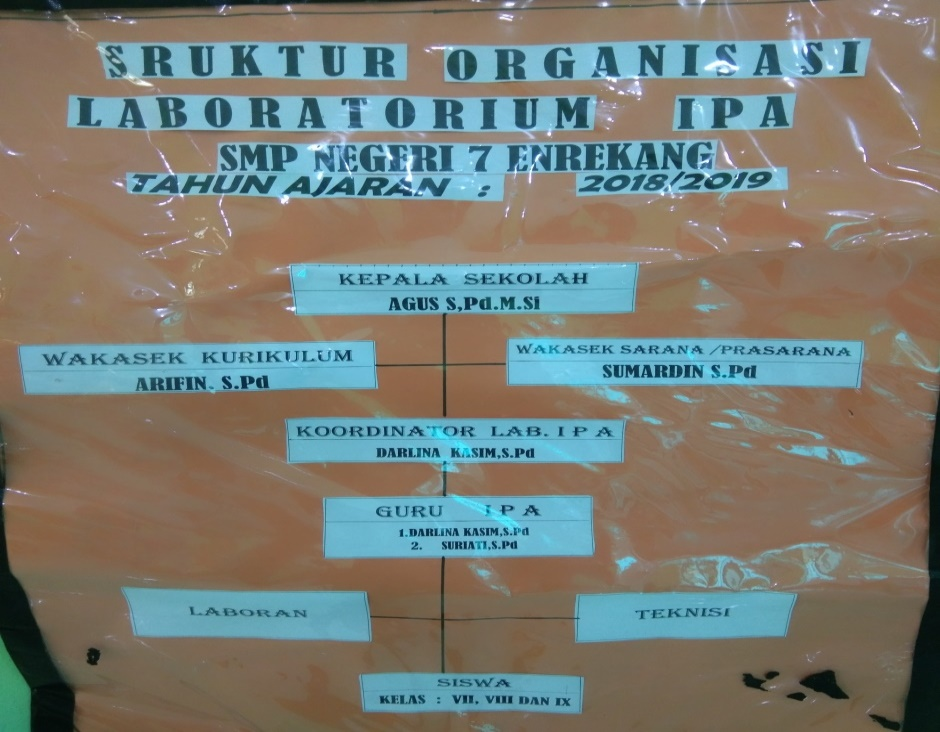 SRUKTUR ORGANISASI
LABORATORIUM IPA
SMP NEGERI 7 ENREKANG
TAHUN AJARAN : 2018/2019
KEPALA SEKOLAH
AGUS S,Pd.M.Si
WAKASEK KURIKULUM
ARIFIN. S.Pd
WAKASEK SARANA /PRASARANA
SUMARDIN S.Pd
KOORDINATOR LAB. I P A
DARLINA KASIM,S.Pd
GURU I P A
1.DARLINA KASIM,S.Pd
2. SURIATI,S.Pd
LABORAN
TEKNISI
SISWA
KELAS : VII, VIII DAN IX